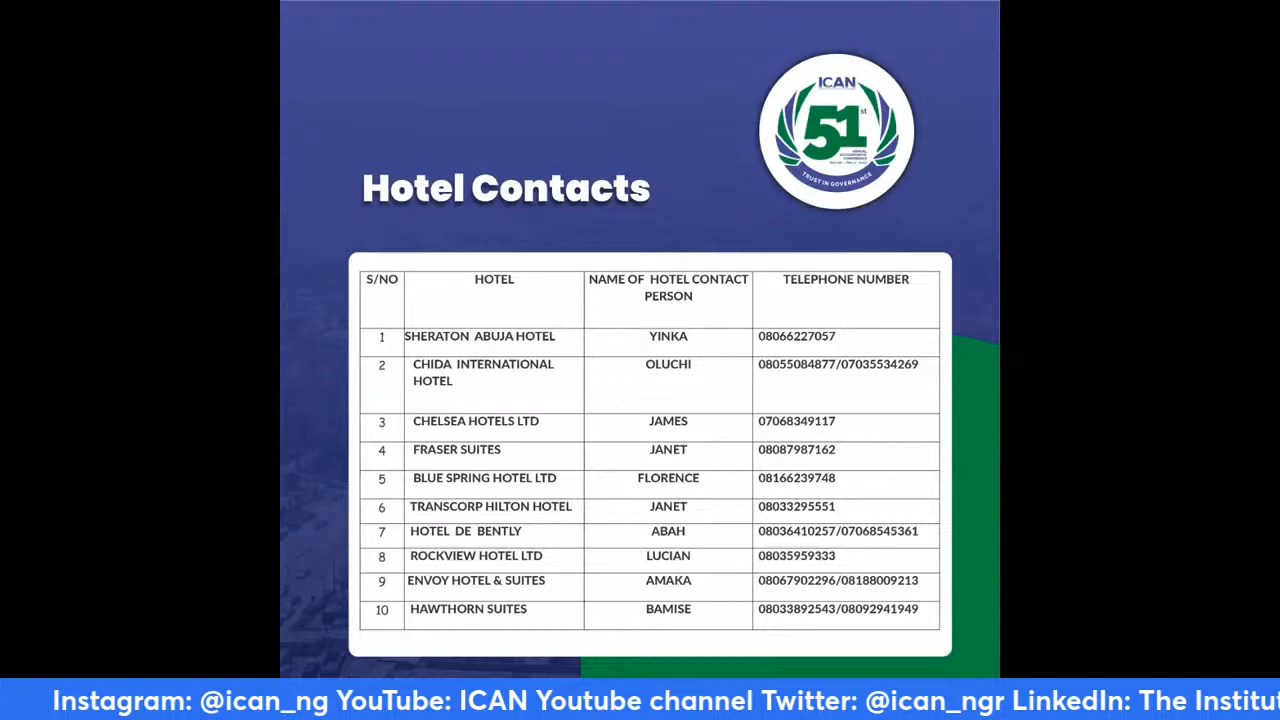 ICAN
51st
ANNUAL
ACCOUNTANTS
CONFERENCE
TRUST IN GOVERNANCE
Hotel Contacts
S/NO HOTEL NAME OF HOTEL CONTACT PERSON TELEPHONE NUMBER
1 SHERATON ABUJA HOTEL YINKA 08066227057
2 CHIDA INTERNATIONAL HOTEL OLUCHI 08055084877/07035534269
3 CHELSEA HOTELS LTD JAMES 07068349117
4 FRASER SUITES JANET 08087987162
5 BLUE SPRING HOTEL LTD FLORENCE 08166239748
6 TRANSCORP HILTON HOTEL JANET 08033295551
7 HOTEL DE BENTLY ABAH 08036410257/07068545361
8 ROCKVIEW HOTEL LTD LUCIAN 08035959333
9 ENVOY HOTEL & SUITES AMAKA 08067902296/08188009213
10 HAWTHORN SUITES BAMISE 08033892543/08092941949
Instagram: @ican_ng YouTube: ICAN Youtube channel Twitter: @ican_ngr LinkedIn: The Institu